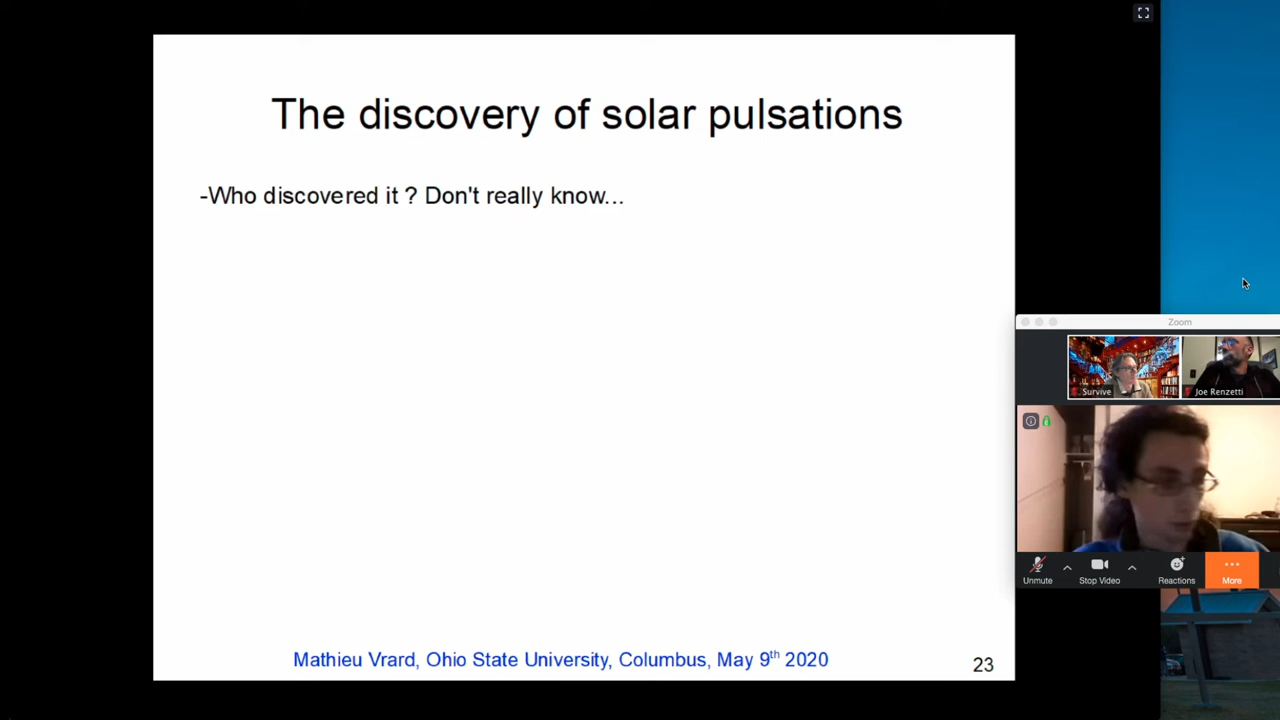 The discovery of solar pulsations
-Who discovered it ? Don't really know...
Mathieu Vrard, Ohio State University, Columbus, May 9th 2020
23
Zoom
Survive
Joe Renzetti
Unmute
Stop Video
Reactions
More